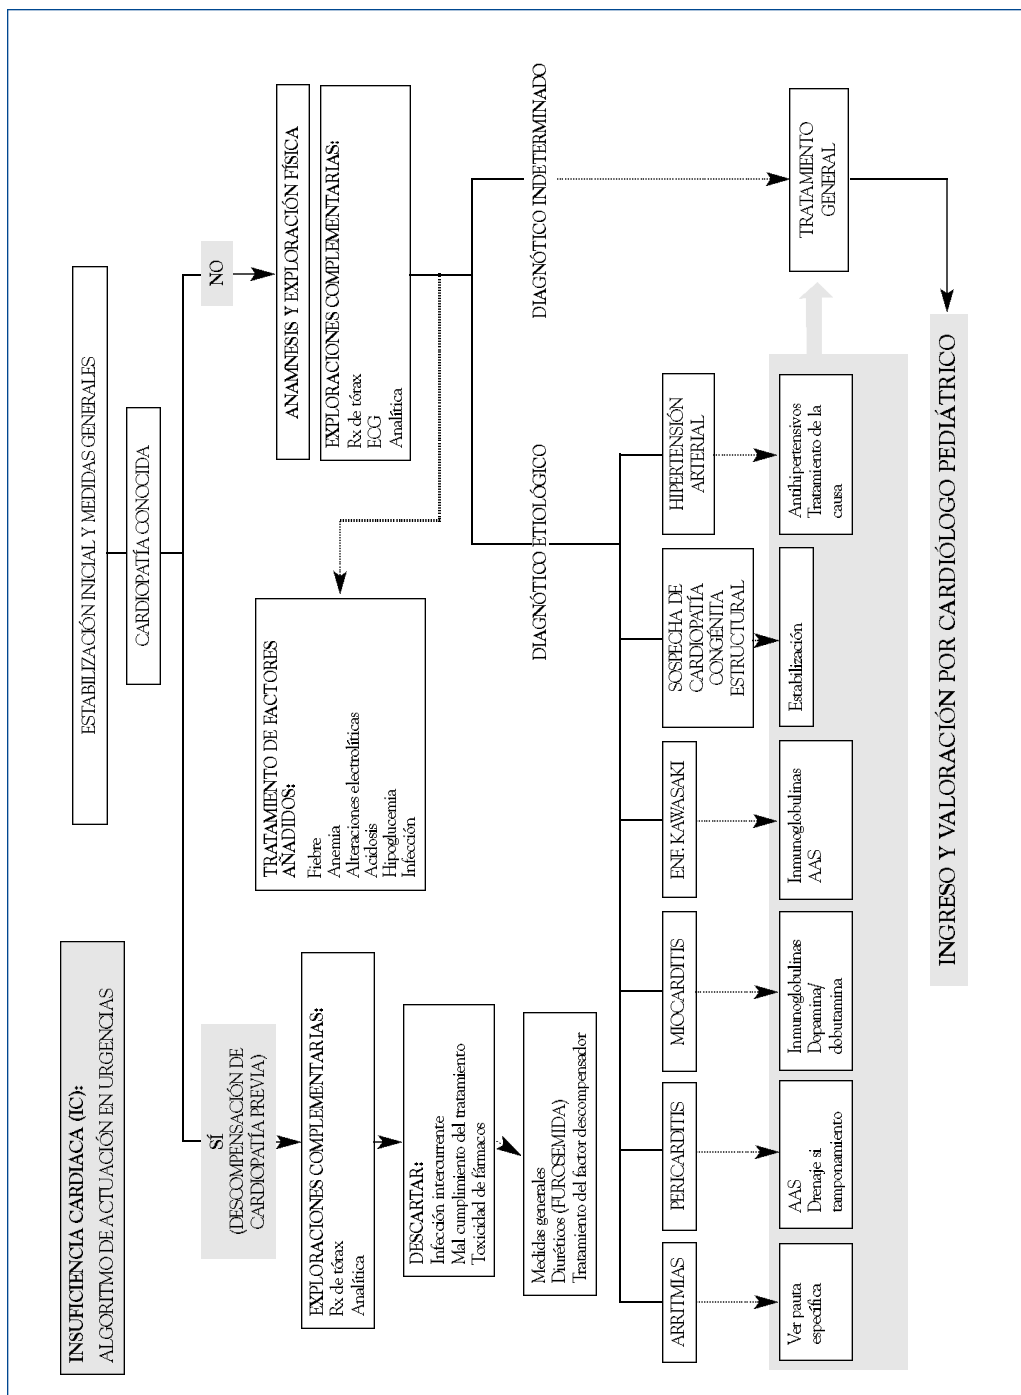 INSUFICIENCIA CARDIACA (IC):
ALGORITMO DE ACTUACIÓN EN URGENCIAS
ESTABILIZACIÓN INICIAL Y MEDIDAS GENERALES
CARDIOPATÍA CONOCIDA
SÍ
(DESCOMPENSACIÓN DE
CARDIOPATÍA PREVIA)
NO
EXPLORACIONES COMPLEMENTARIAS:
Rx de tórax
Analítica
DESCARTAR:
Infección intercurrente
Mal cumplimiento del tratamiento
Toxicidad de fármacos
Medidas generales
Diuréticos (FUROSEMIDA)
Tratamiento del factor descompensador
ANAMNESIS Y EXPLORACIÓN FÍSICA
EXPLORACIONES COMPLEMENTARIAS:
Rx de tórax
ECG
Analítica
TRATAMIENTO DE FACTORES
AÑADIDOS:
Fiebre
Anemia
Alteraciones electrolíticas
Acidosis
Hipoglucemia
Infección
DIAGNÓTICO ETIOLÓGICO
DIAGNÓTICO INDETERMINADO
ARRITMIAS
PERICARDITIS
MIOCARDITIS
ENF. KAWASAKI
SOSPECHA DE
CARDIOPATÍA
CONGÉNITA
ESTRUCTURAL
HIPERTENSIÓN
ARTERIAL
Ver pauta
específica
AAS
Drenaje si
tamponamiento
Inmunoglobulinas
Dopamina/
dobutamina
Inmunoglobulinas
AAS
Estabilización
Antihipertensivos
Tratamiento de la
causa
TRATAMIENTO
GENERAL
INGRESO Y VALORACIÓN POR CARDIÓLOGO PEDIÁTRICO